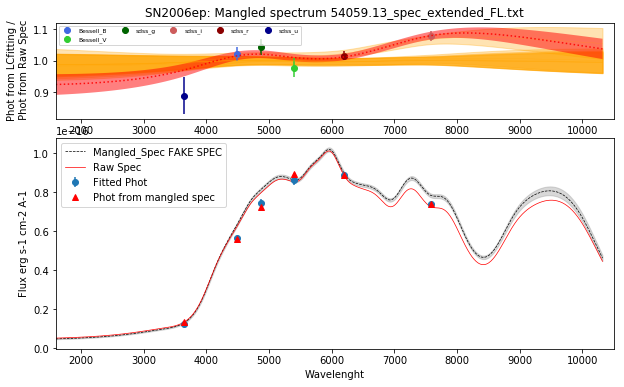 SN2006ep: Mangled spectrum 54059.13_spec_extended_FL.txt
Phot from LCfitting /
Phot from Raw Spec
Bessell_B sdss_g sdss_i sdss_r sdss_u
Bessell_V
1.1
1.0
0.9
2000 3000 4000 5000 6000 7000 8000 9000 10000
1e−16
Mangled_Spec FAKE SPEC
Raw Spec
Fitted Phot
Phot from mangled spec
Flux erg s-1 cm-2 A-1
1.0
0.8
0.6
0.4
0.2
0.0
2000 3000 4000 5000 6000 7000 8000 9000 10000
Wavelenght